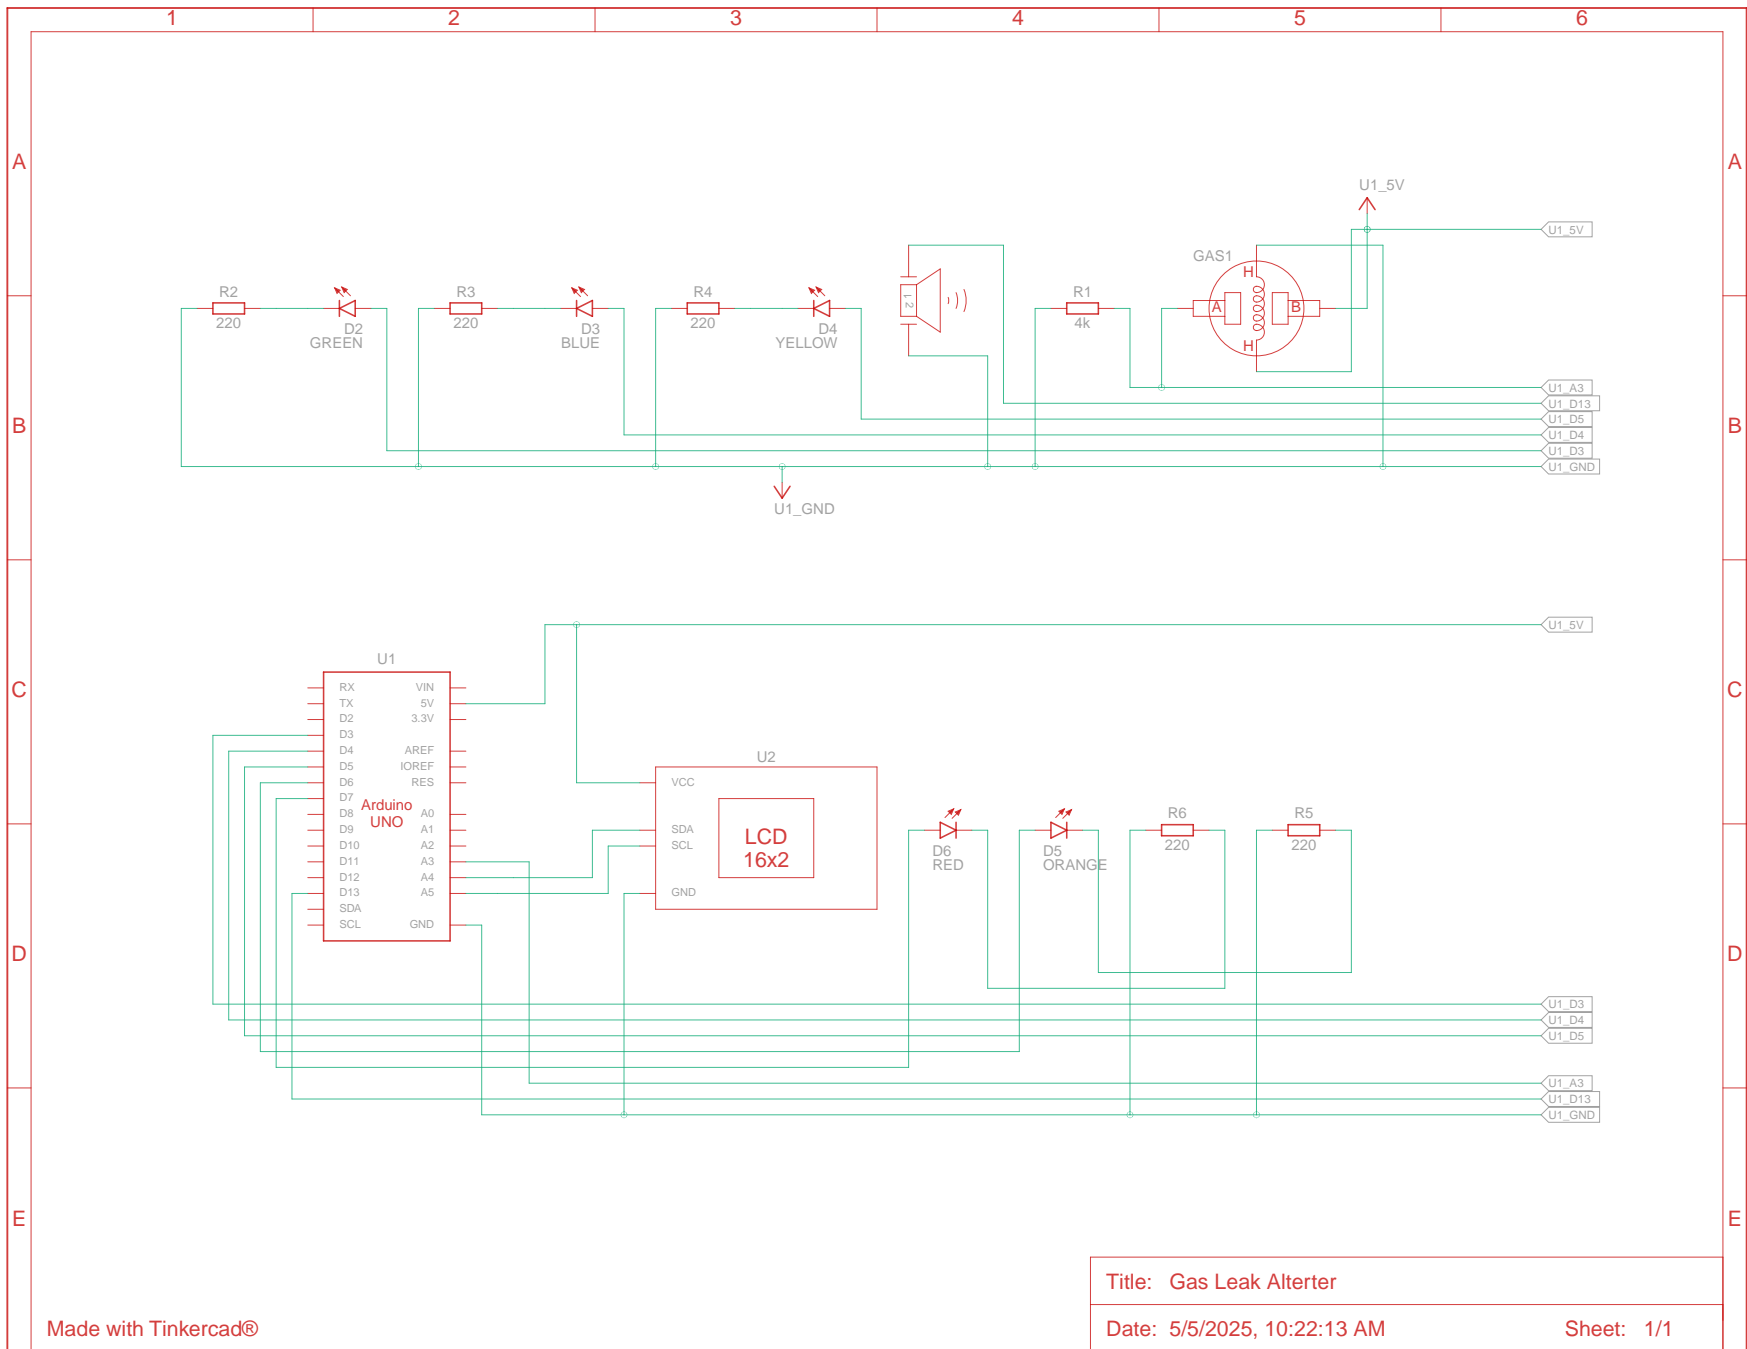 1 2 3 4 5 6
A A
U1_5V
U1_5V
GAS1
H
R2 R3 R4 1 2 R1 A B
220 220 220 4k
D2 D3 D4
GREEN BLUE YELLOW
H
U1_A3
U1_D13
U1_D5
B B
U1_D4
U1_D3
U1_GND
U1_GND
U1_5V
U1
C C
RX VIN
TX 5V
D2 3.3V
D3
D4 AREF
D5 IOREF
D6 RES
D7
D8 A0
D9 A1
D10 A2
D11 A3
D12 A4
D13 A5
SDA
SCL GND
Arduino
UNO
U2
VCC
SDA
SCL
GND
LCD
16x2
D6
RED
D5
ORANGE
R6
220
R5
220
D D
U1_D3
U1_D4
U1_D5
U1_A3
U1_D13
U1_GND
E E
Title: Gas Leak Alterter
Made with Tinkercad®
Date: 5/5/2025, 10:22:13 AM Sheet: 1/1